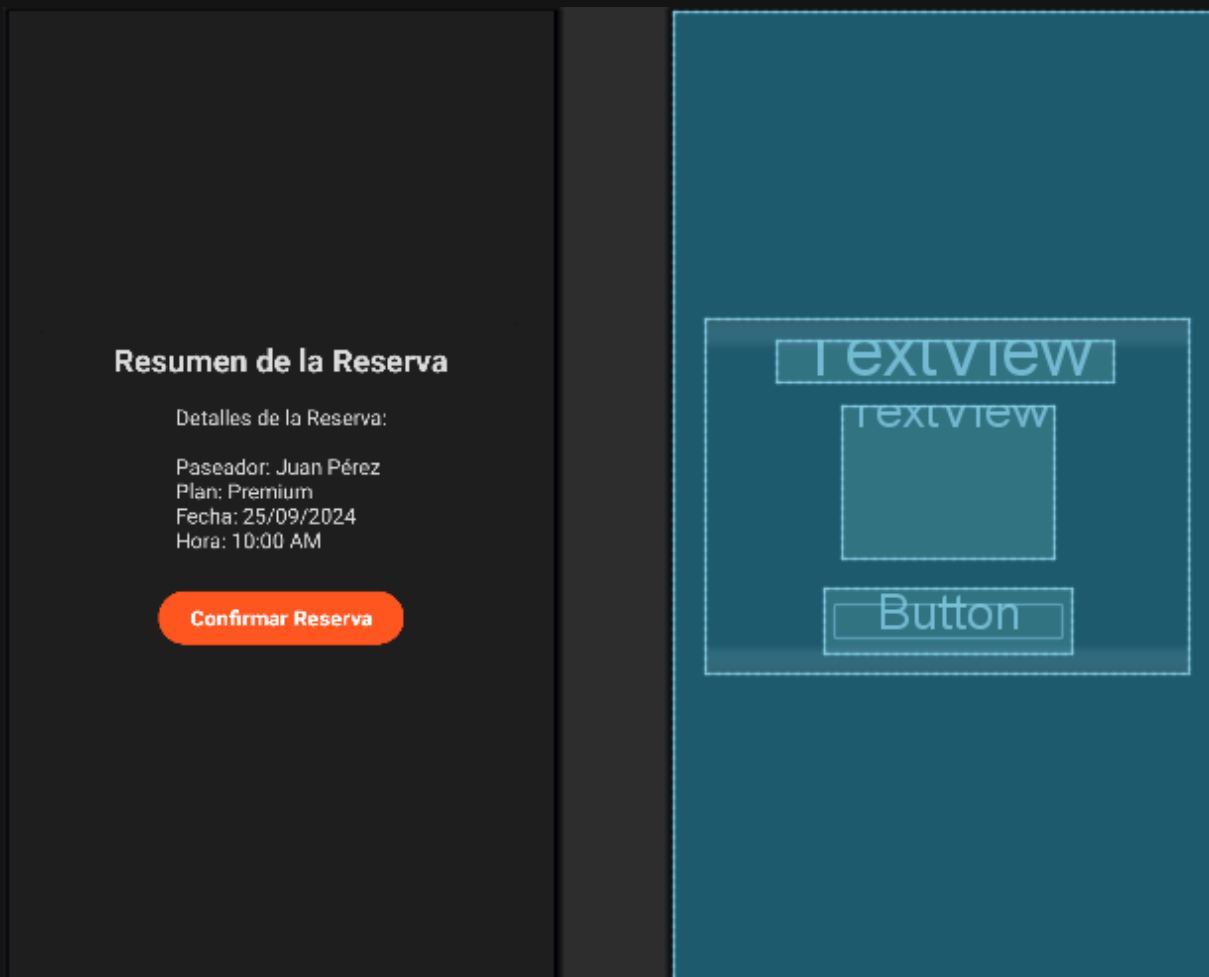 Resumen de la Reserva
Detalles de la Reserva:
Paseador: Juan Pérez
Plan: Premium
Fecha: 25/09/2024
Hora: 10:00 AM
Confirmar Reserva
TextView
TextView
Button